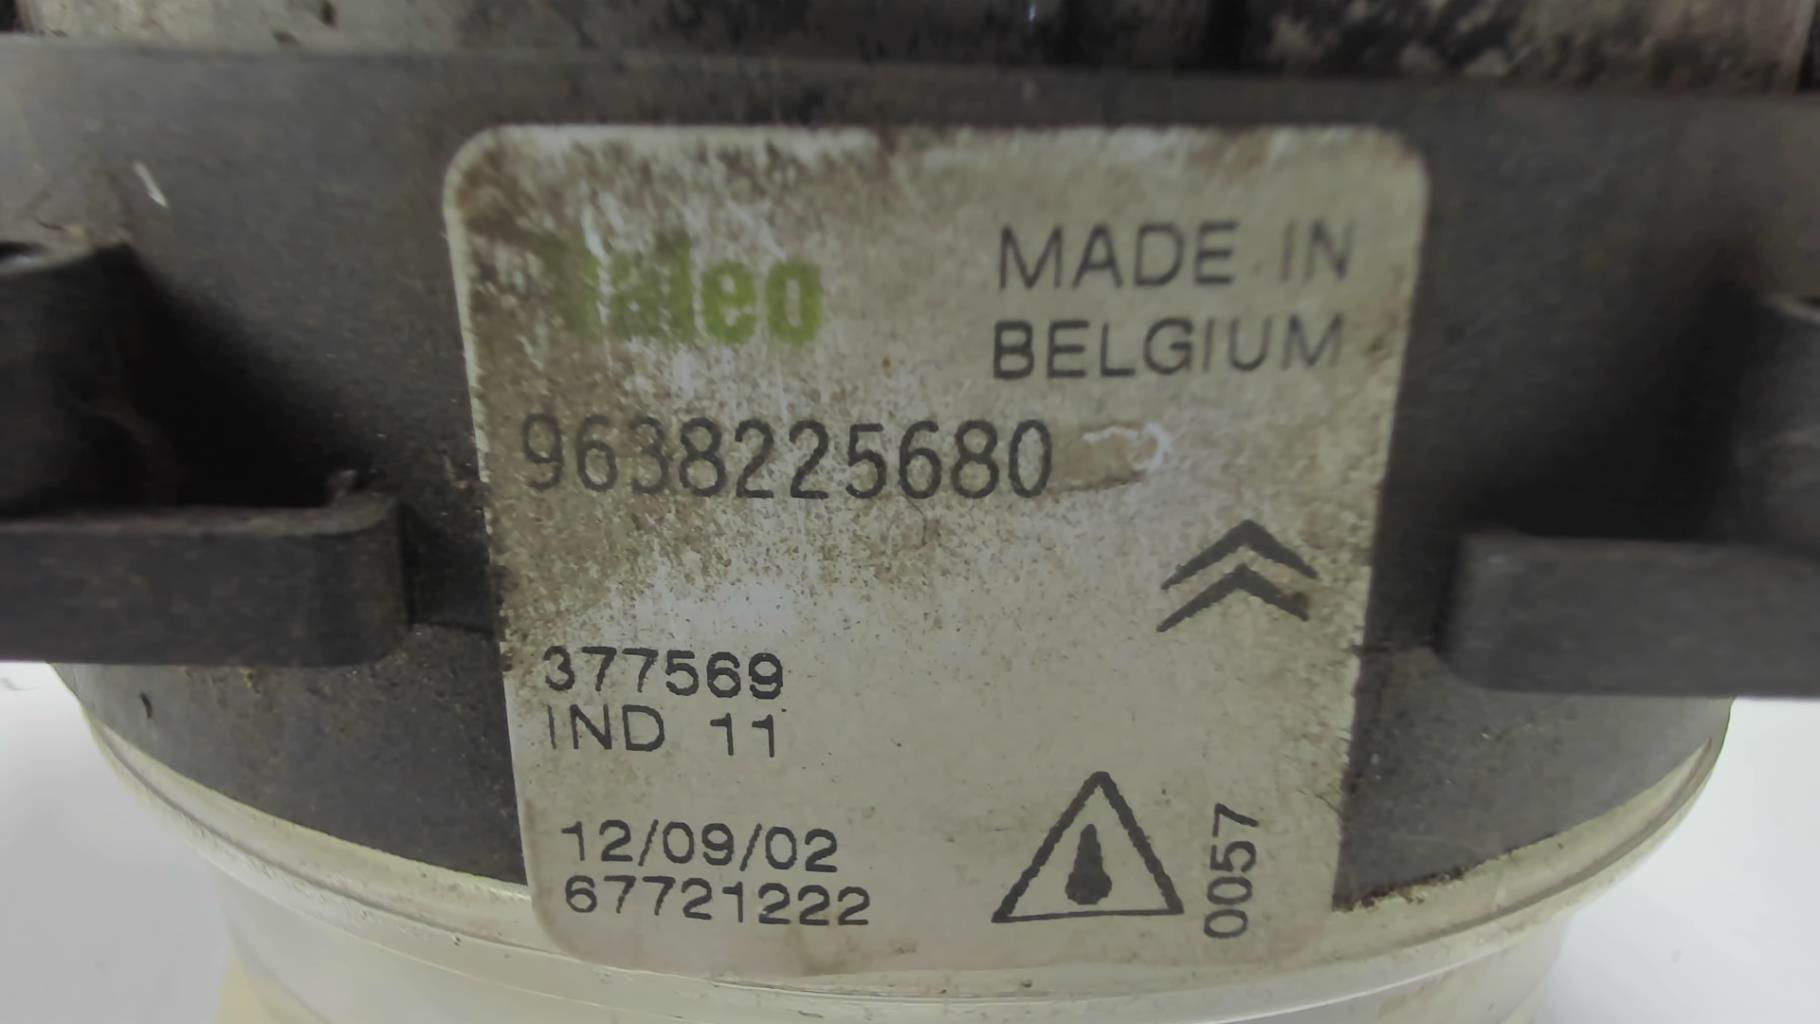 Valeo
MADE IN
BELGIUM
9638225680
377569
IND 11
12/09/02
67721222
0057